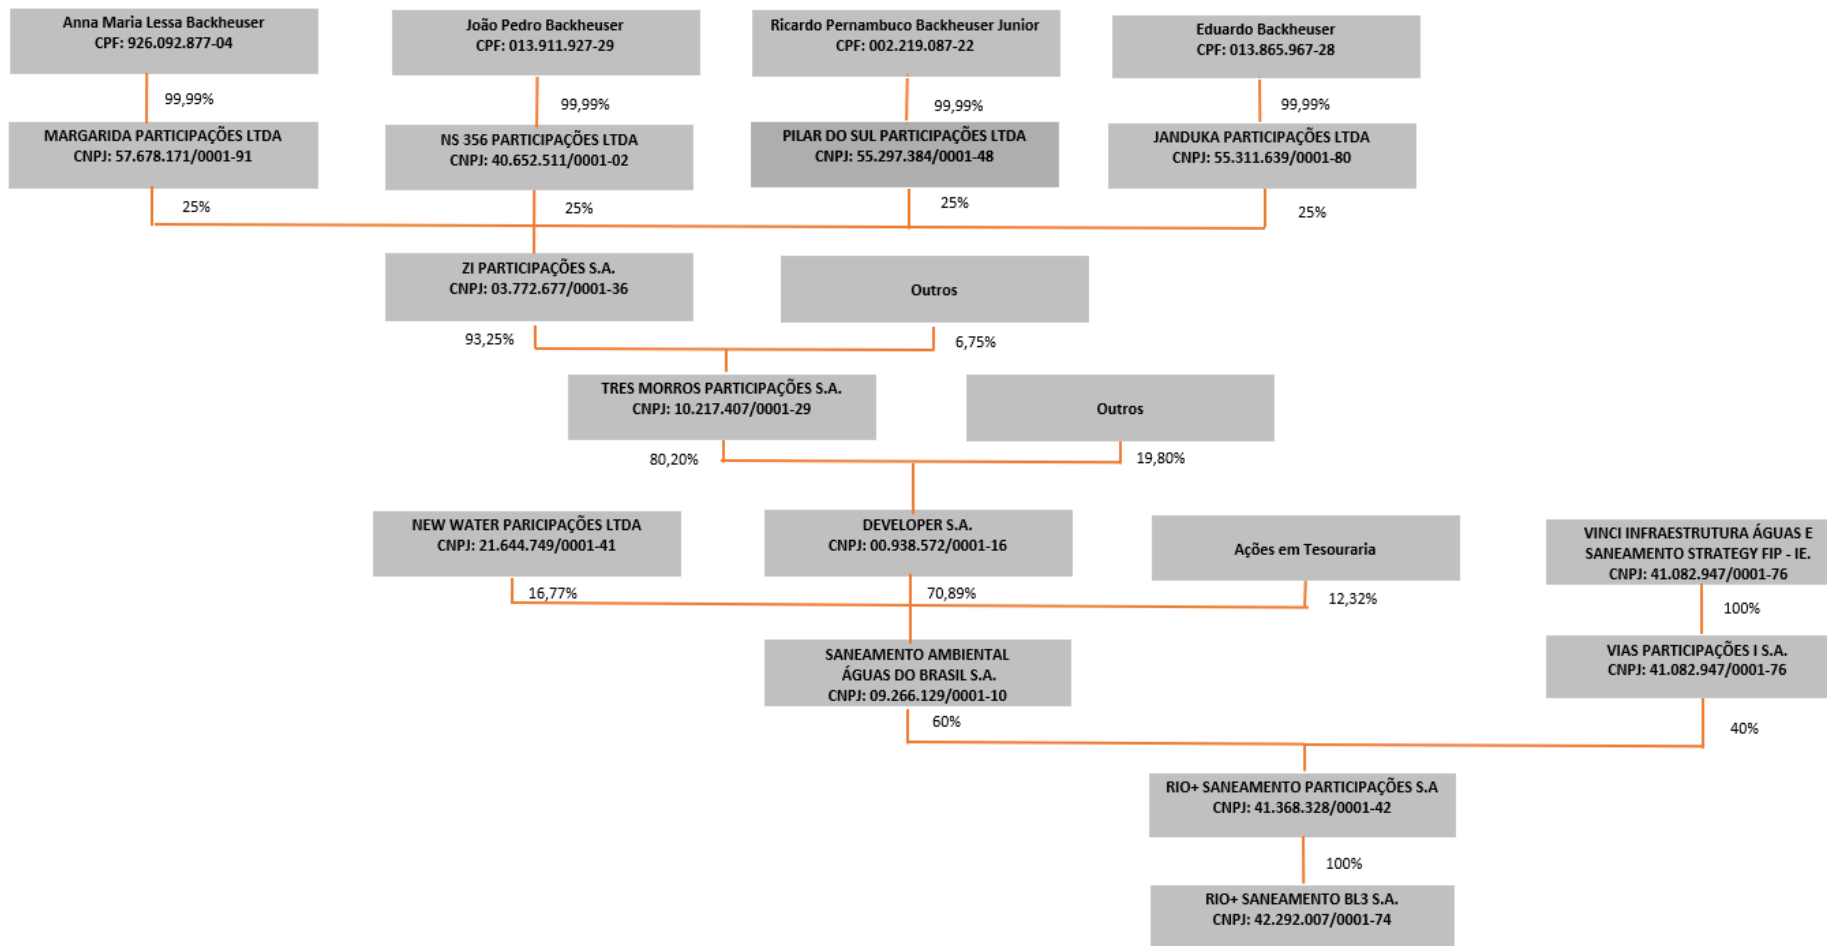 Anna Maria Lessa Backheuser
CPF: 926.092.877-04
João Pedro Backheuser
CPF: 013.911.927-29
Ricardo Pernambuco Backheuser Junior
CPF: 002.219.087-22
Eduardo Backheuser
CPF: 013.865.967-28
99,99%
99,99%
99,99%
99,99%
MARGARIDA PARTICIPAÇÕES LTDA
CNPJ: 57.678.171/0001-91
NS 356 PARTICIPAÇÕES LTDA
CNPJ: 40.652.511/0001-02
PILAR DO SUL PARTICIPAÇÕES LTDA
CNPJ: 55.297.384/0001-48
JANDUKA PARTICIPAÇÕES LTDA
CNPJ: 55.311.639/0001-80
25%
25%
25%
25%
ZI PARTICIPAÇÕES S.A.
CNPJ: 03.772.677/0001-36
Outros
93,25%
6,75%
TRES MORROS PARTICIPAÇÕES S.A.
CNPJ: 10.217.407/0001-29
Outros
80,20%
19,80%
NEW WATER PARICIPAÇÕES LTDA
CNPJ: 21.644.749/0001-41
DEVELOPER S.A.
CNPJ: 00.938.572/0001-16
Ações em Tesouraria
VINCI INFRAESTRUTURA ÁGUAS E
SANEAMENTO STRATEGY FIP - IE.
CNPJ: 41.082.947/0001-76
16,77%
70,89%
12,32%
100%
SANEAMENTO AMBIENTAL
ÁGUAS DO BRASIL S.A.
CNPJ: 09.266.129/0001-10
VIAS PARTICIPAÇÕES I S.A.
CNPJ: 41.082.947/0001-76
60%
40%
RIO+ SANEAMENTO PARTICIPAÇÕES S.A
CNPJ: 41.368.328/0001-42
100%
RIO+ SANEAMENTO BL3 S.A.
CNPJ: 42.292.007/0001-74